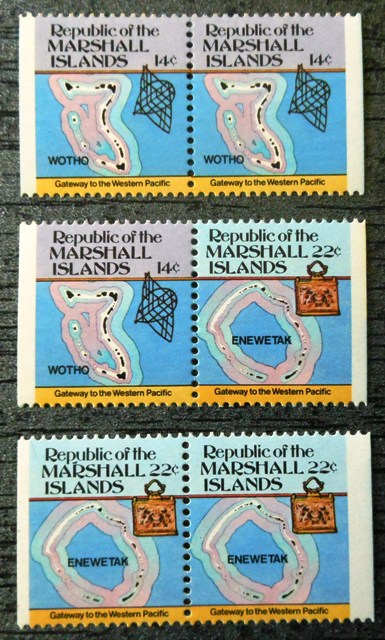 Republic of the
MARSHALL
ISLANDS 14¢
WOTHO
Gateway to the Western Pacific
Republic of the
MARSHALL
ISLANDS 14¢
WOTHO
Gateway to the Western Pacific
Republic of the
MARSHALL
ISLANDS 14¢
WOTHO
Gateway to the Western Pacific
Republic of the
MARSHALL 22¢
ISLANDS
ENEWETAK
Gateway to the Western Pacific
Republic of the
MARSHALL 22¢
ISLANDS
ENEWETAK
Gateway to the Western Pacific
Republic of the
MARSHALL 22¢
ISLANDS
ENEWETAK
Gateway to the Western Pacific